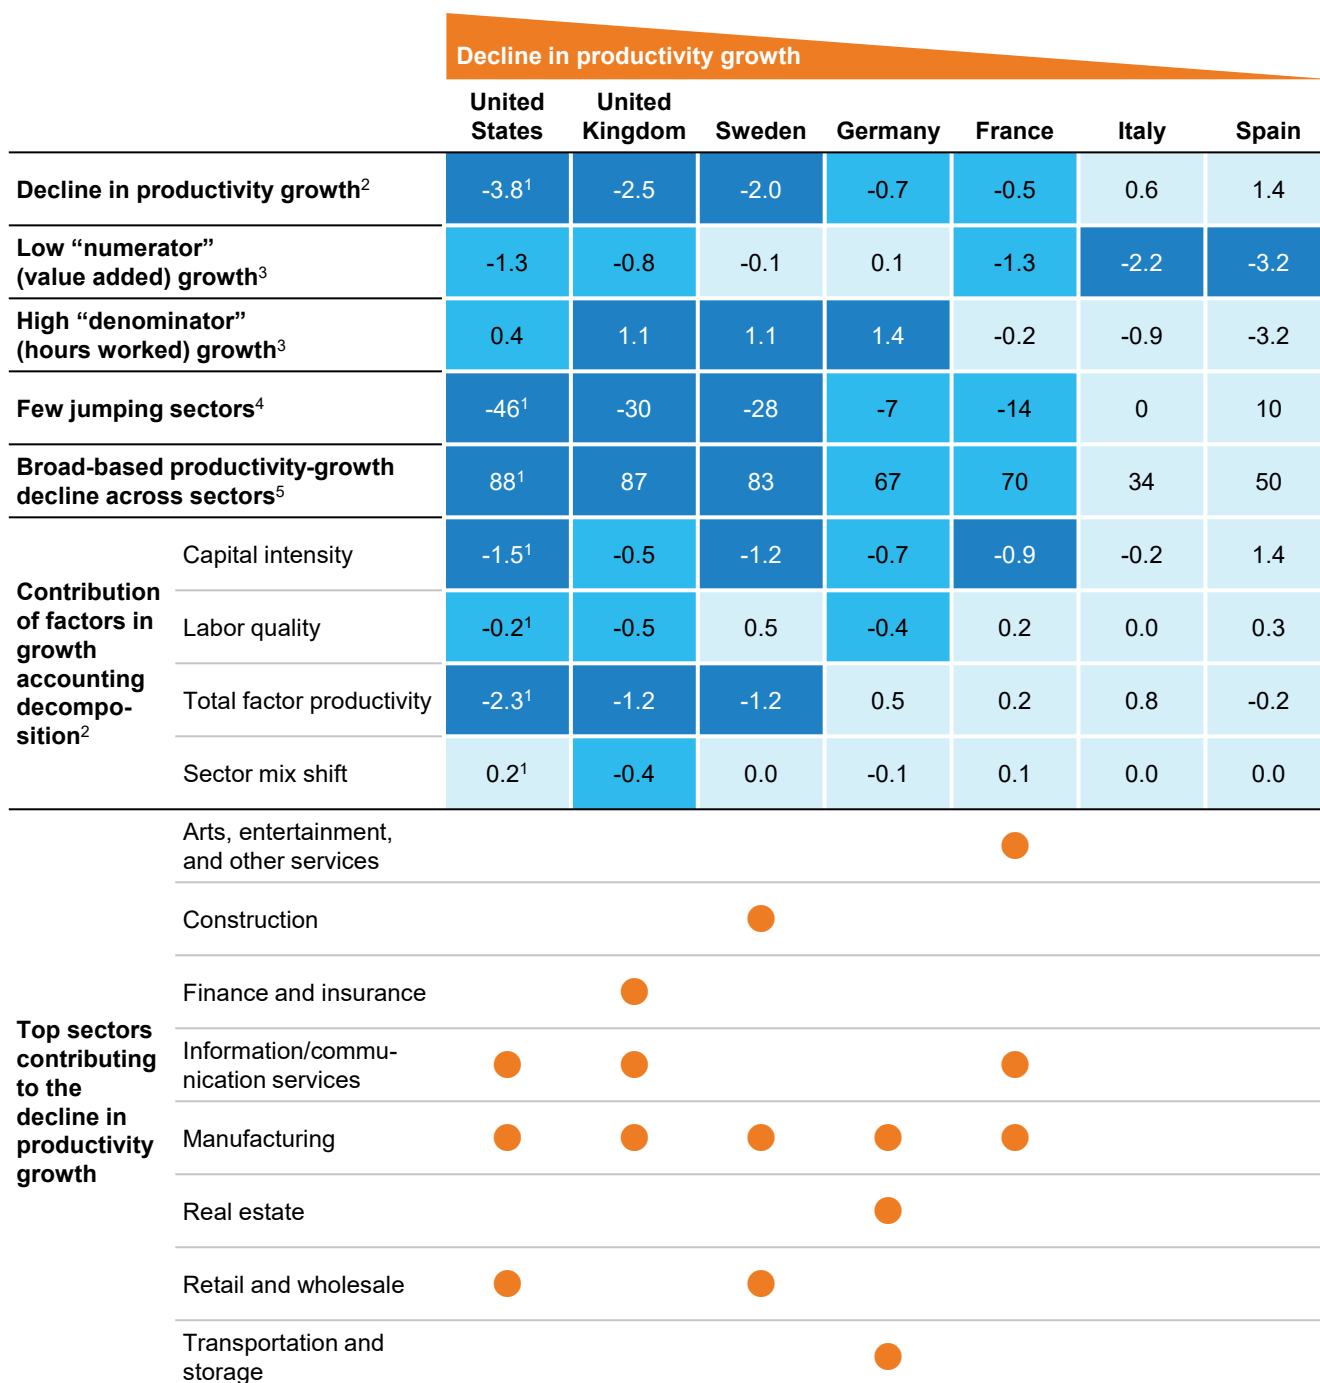 Decline in productivity growth
United States United Kingdom Sweden Germany France Italy Spain
Decline in productivity growth2 -3.81 -2.5 -2.0 -0.7 -0.5 0.6 1.4
Low “numerator”
(value added) growth3 -1.3 -0.8 -0.1 0.1 -1.3 -2.2 -3.2
High “denominator”
(hours worked) growth3 0.4 1.1 1.1 1.4 -0.2 -0.9 -3.2
Few jumping sectors4 -461 -30 -28 -7 -14 0 10
Broad-based productivity-growth
decline across sectors5 881 87 83 67 70 34 50
Contribution
of factors in
growth
accounting
decompo-
sition2
Capital intensity -1.51 -0.5 -1.2 -0.7 -0.9 -0.2 1.4
Labor quality -0.21 -0.5 0.5 -0.4 0.2 0.0 0.3
Total factor productivity -2.31 -1.2 -1.2 0.5 0.2 0.8 -0.2
Sector mix shift 0.21 -0.4 0.0 -0.1 0.1 0.0 0.0
Top sectors
contributing
to the
decline in
productivity
growth
Arts, entertainment,
and other services
Construction
Finance and insurance
Information/commu-
nication services
Manufacturing
Real estate
Retail and wholesale
Transportation and
storage